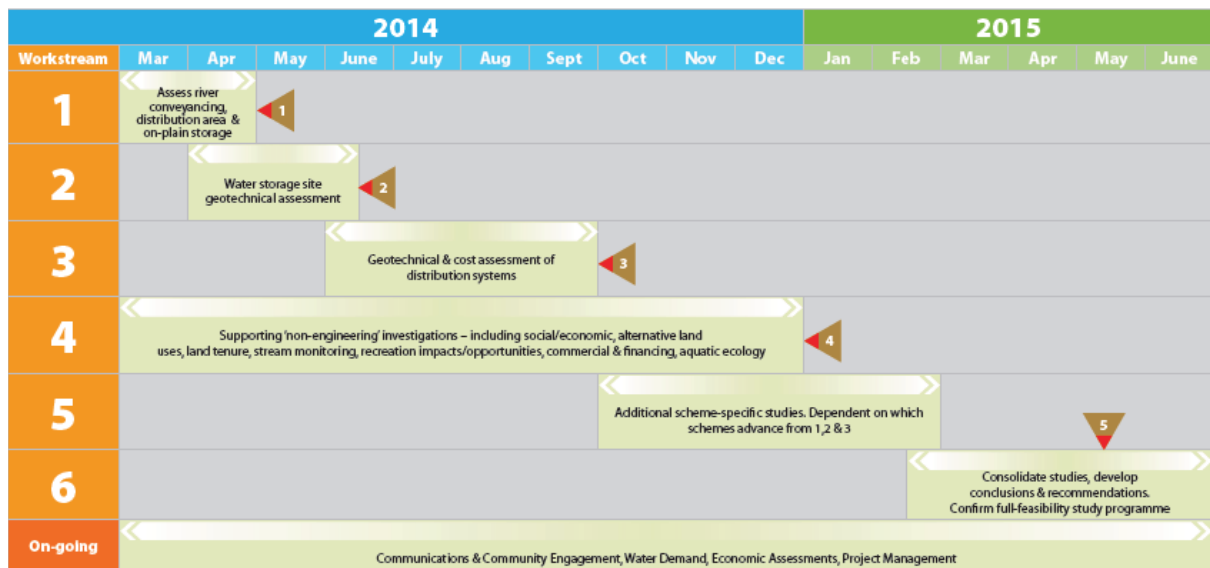 2014 2015
Workstream Mar Apr May June July Aug Sept Oct Nov Dec Jan Feb Mar Apr May June
1
Assess river
conveyancing,
distribution area &
on-plain storage
1
2
Water storage site
geotechnical assessment
2
3
Geotechnical & cost assessment of
distribution systems
3
4
Supporting 'non-engineering' investigations – including social/economic, alternative land
uses, land tenure, stream monitoring, recreation impacts/opportunities, commercial & financing, aquatic ecology
4
5
Additional scheme-specific studies. Dependent on which
schemes advance from 1,2 & 3
5
6
Consolidate studies, develop
conclusions & recommendations.
Confirm full-feasibility study programme
On-going
Communications & Community Engagement, Water Demand, Economic Assessments, Project Management